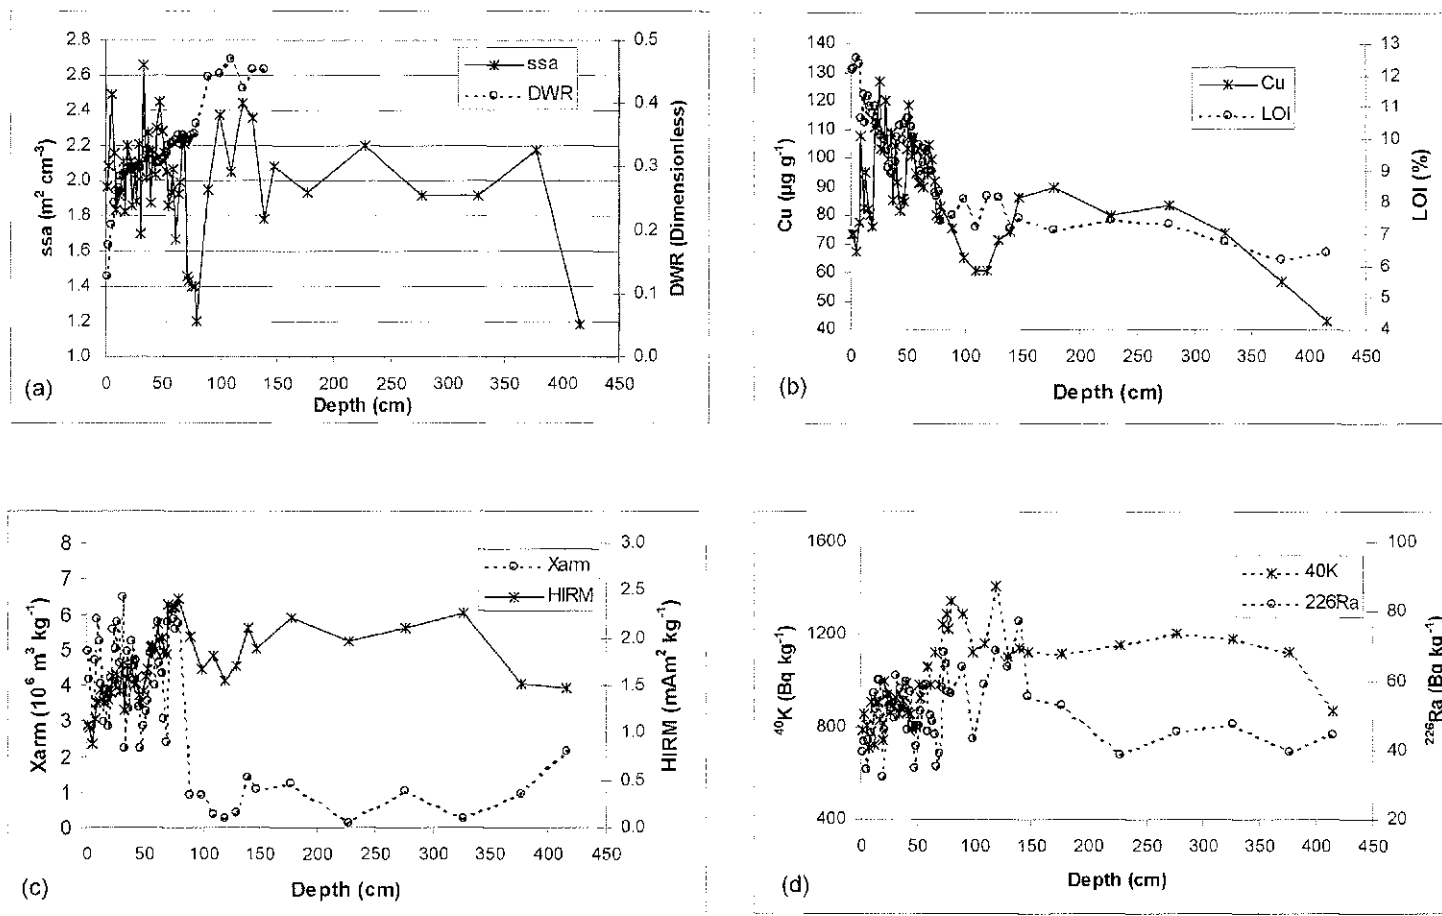 2.8
2.6
2.4
2.2
2.0
1.8
1.6
1.4
1.2
1.0
ssa (m² cm⁻³)
ssa
DWR
0.5
0.4
0.3
0.2
0.1
0.0
DWR (Dimensionless)
0 50 100 150 200 250 300 350 400 450
Depth (cm)
(a)
140
130
120
110
100
90
80
70
60
50
40
Cu (µg g⁻¹)
Cu
LOI
13
12
11
10
9
8
7
6
5
4
LOI (%)
0 50 100 150 200 250 300 350 400 450
Depth (cm)
(b)
8
7
6
5
4
3
2
1
0
Xarm (10⁶ m³ kg⁻¹)
Xarm
HIRM
3.0
2.5
2.0
1.5
1.0
0.5
0.0
HIRM (mAm² kg⁻¹)
0 50 100 150 200 250 300 350 400 450
Depth (cm)
(c)
1600
1200
800
400
⁴⁰K (Bq kg⁻¹)
40K
226Ra
100
80
60
40
20
²²⁶Ra (Bq kg⁻¹)
0 50 100 150 200 250 300 350 400 450
Depth (cm)
(d)